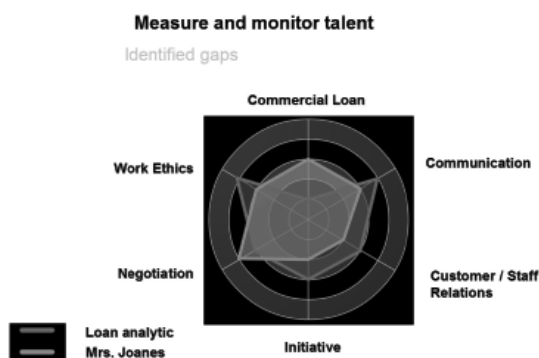 Measure and monitor talent
Identified gaps
Commercial Loan
Work Ethics
Communication
Negotiation
Customer / Staff
Relations
Loan analytic
Mrs. Joanes
Initiative